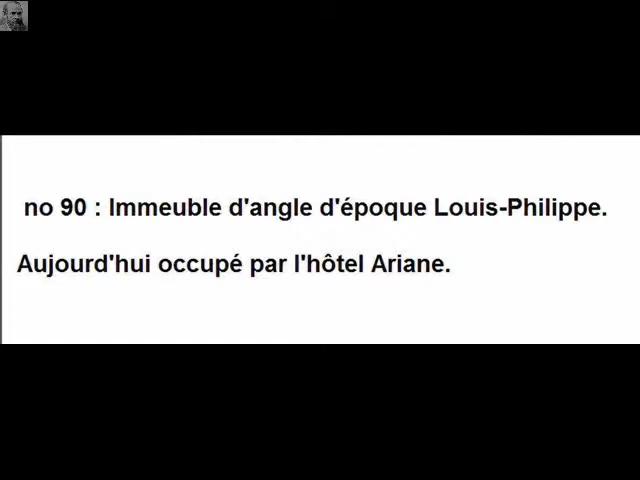 no 90 : Immeuble d'angle d'époque Louis-Philippe.
Aujourd'hui occupé par l'hôtel Ariane.